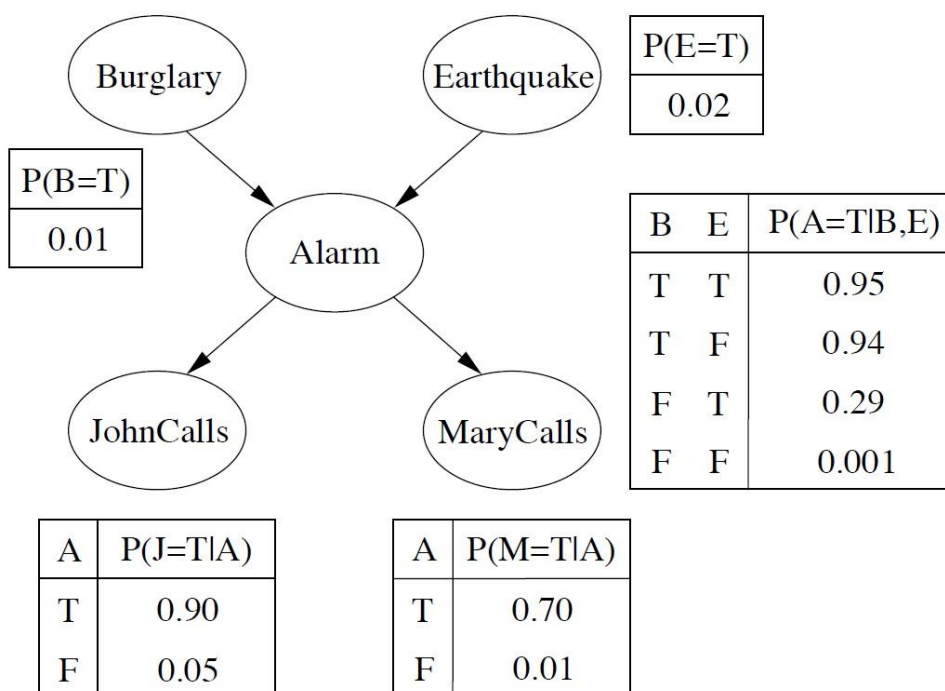 Burglary
Earthquake
P(E=T)
0.02
P(B=T)
0.01
Alarm
B E P(A=T|B,E)
T T 0.95
T F 0.94
F T 0.29
F F 0.001
JohnCalls
MaryCalls
A P(J=T|A)
T 0.90
F 0.05
A P(M=T|A)
T 0.70
F 0.01